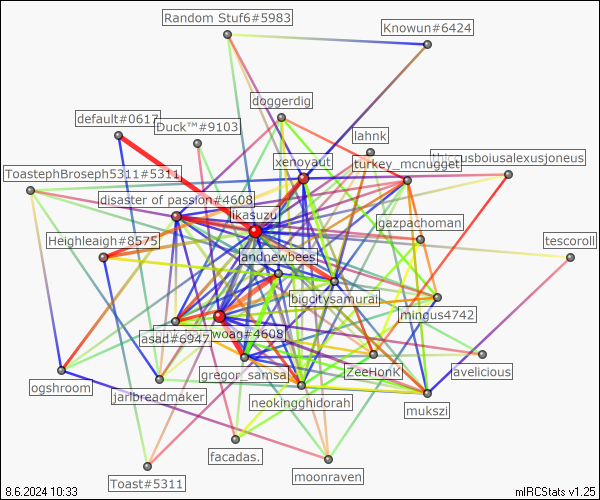 Random Stuf6#5983
Knowun#6424
doggerdig
default#0617
Duck™#9103
lahnk
xenoyaut
turkey_mcnugget
ToastephBroseph5311#5311
disaster of passion#4608
likasuzu
gazpachoman
Heighleaigh#8575
andnewbees
tescoroll
bigcitysamurai
mingus4742
asad#6947
woag#4608
gregor_samsa
ZeeHonK
avelicious
ogshroom
jarlbreadmaker
neokingghidorah
mukszi
facadas.
moonraven
Toast#5311
8.6.2024 10:33
mIRCStats v1.25